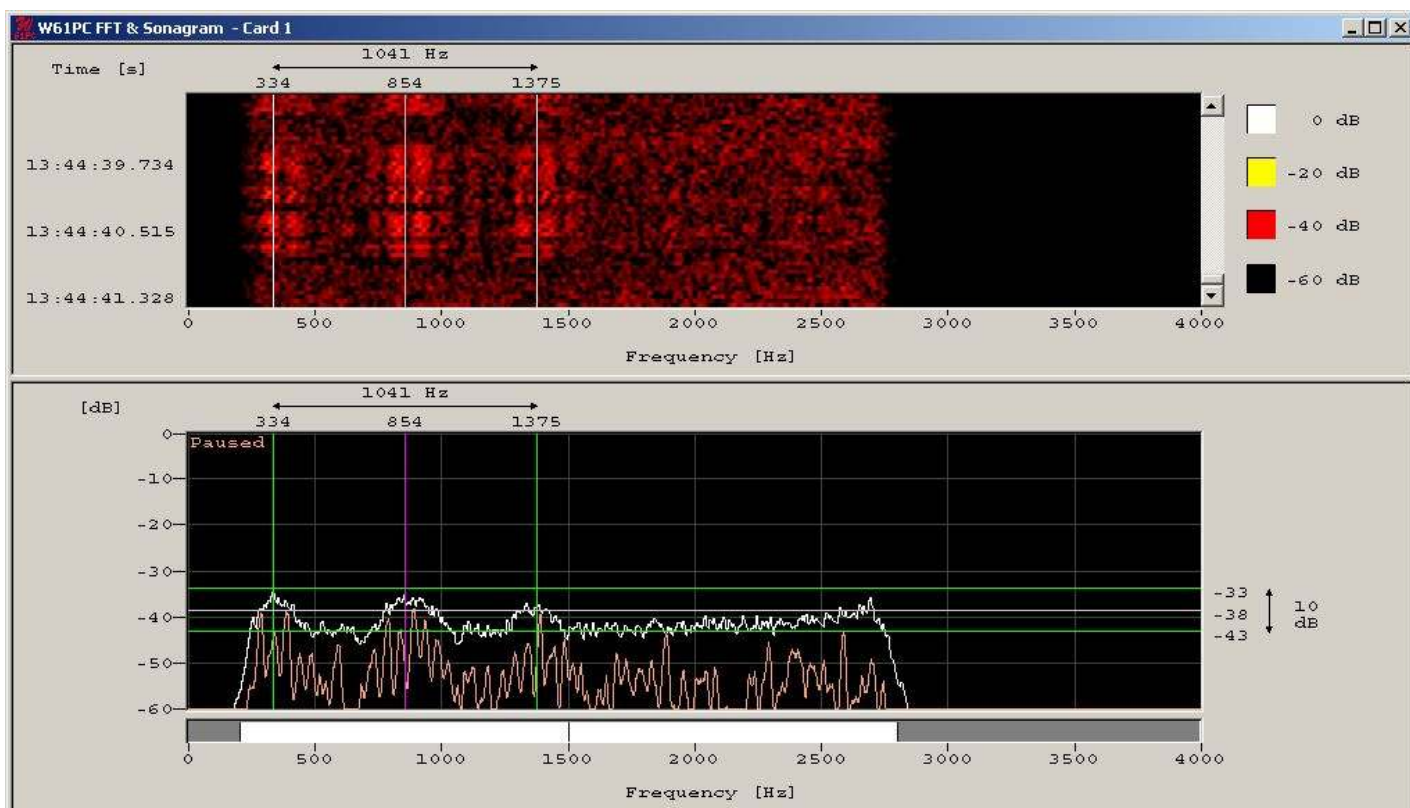 W61PC FFT & Sonagram - Card 1
1041 Hz
Time [s]
334 854 1375
0 dB
13:44:39.734
-20 dB
13:44:40.515
-40 dB
13:44:41.328
-60 dB
0 500 1000 1500 2000 2500 3000 3500 4000
Frequency [Hz]
1041 Hz
[dB]
334 854 1375
0
Paused
-10
-20
-30
-33
-40
-38
10
dB
-43
-50
-60
0 500 1000 1500 2000 2500 3000 3500 4000
Frequency [Hz]